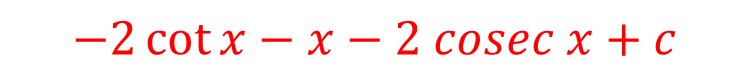 −2 cot x − x − 2 cosec x + c